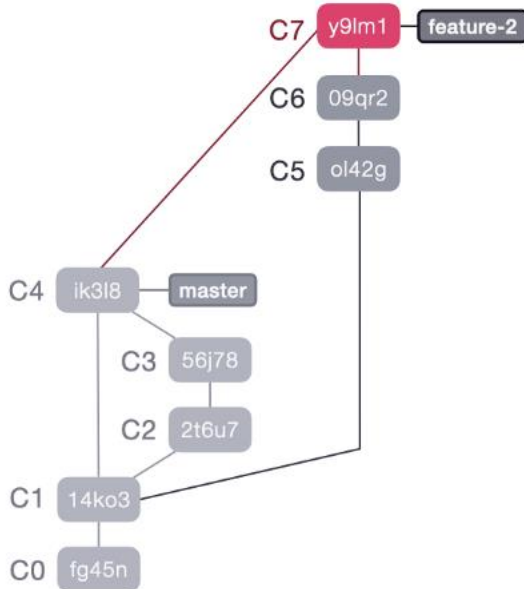 C7 y9lm1 feature-2
C6 09qr2
C5 ol42g
C4 ik3l8 master
C3 56j78
C2 2t6u7
C1 14ko3
C0 fg45n